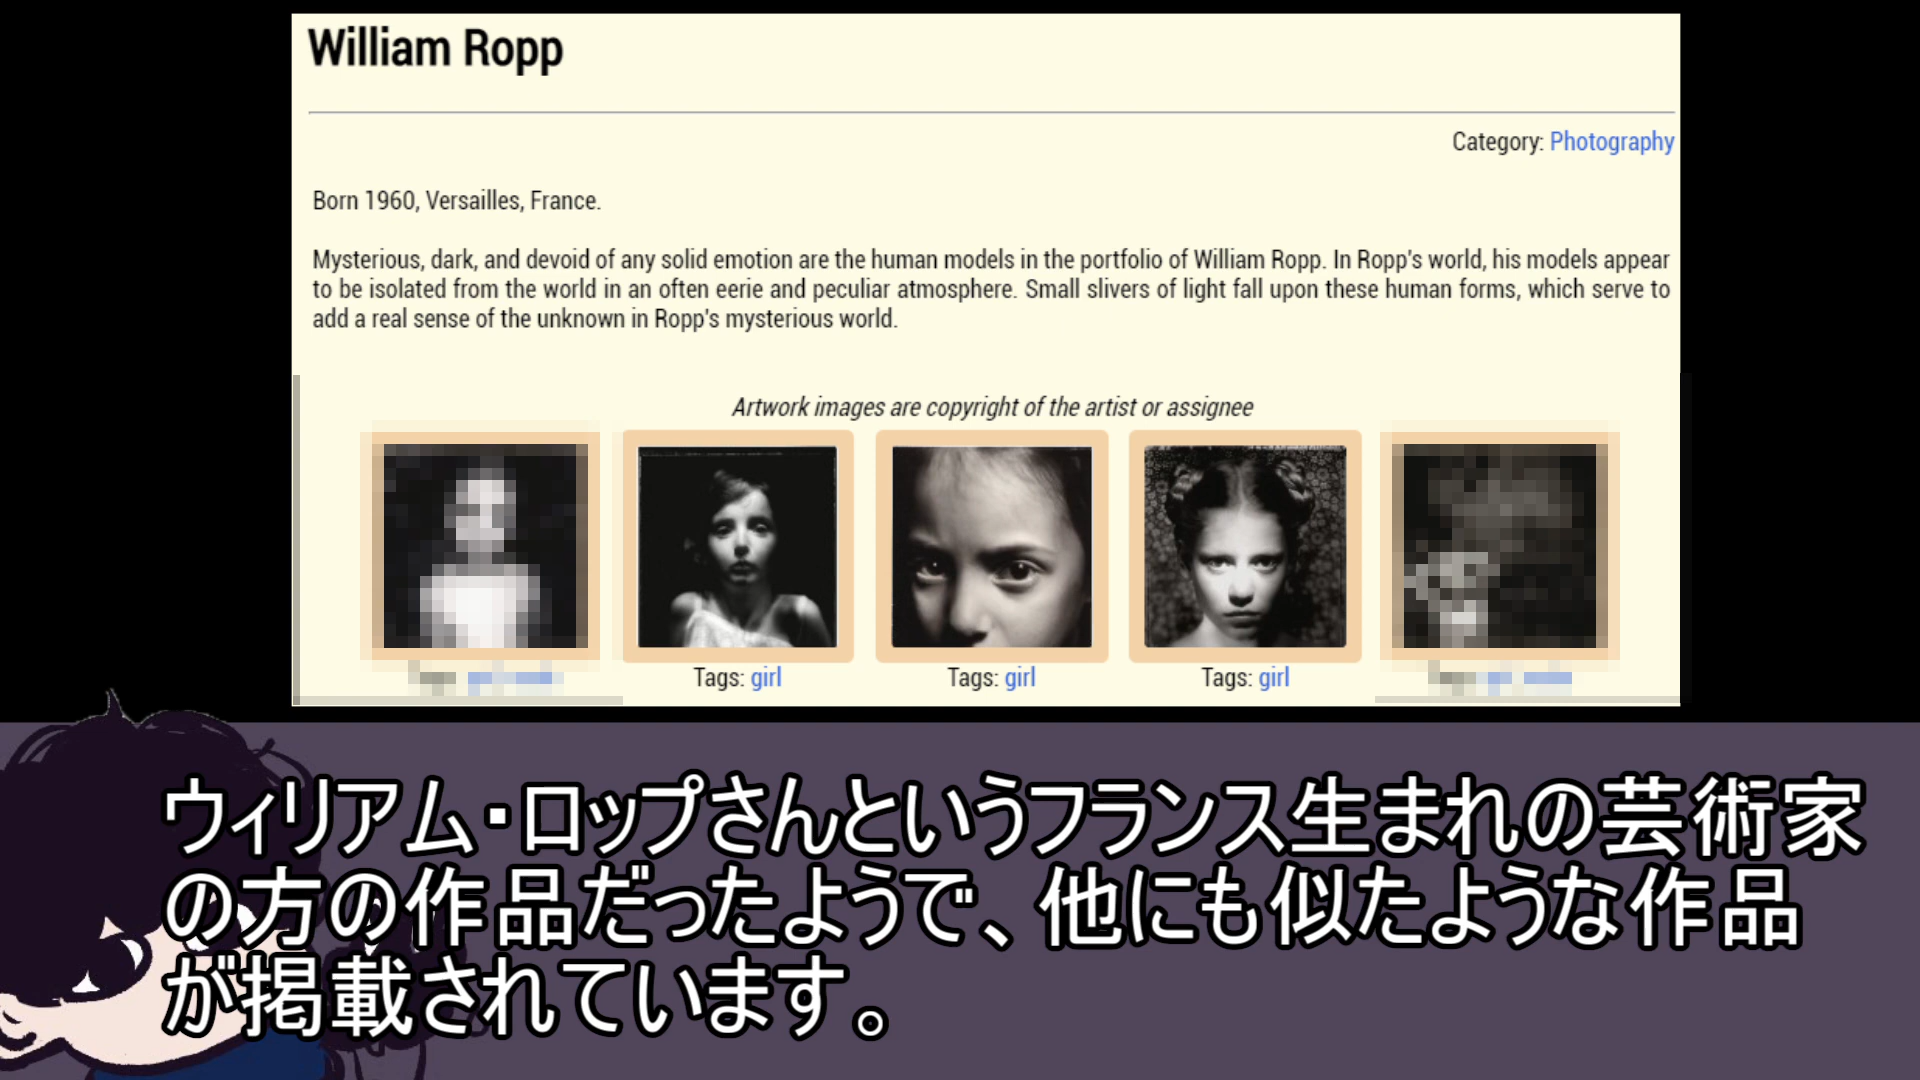 William Ropp
Category: Photography
Born 1960, Versailles, France.
Mysterious, dark, and devoid of any solid emotion are the human models in the portfolio of William Ropp. In Ropp's world, his models appear
to be isolated from the world in an often eerie and peculiar atmosphere. Small slivers of light fall upon these human forms, which serve to
add a real sense of the unknown in Ropp's mysterious world.
Artwork images are copyright of the artist or assignee
Tags: girl
Tags: girl
Tags: girl
ウィリアム・ロップさんというフランス生まれの芸術家
の方の作品だったようで、他にも似たような作品
が掲載されています。